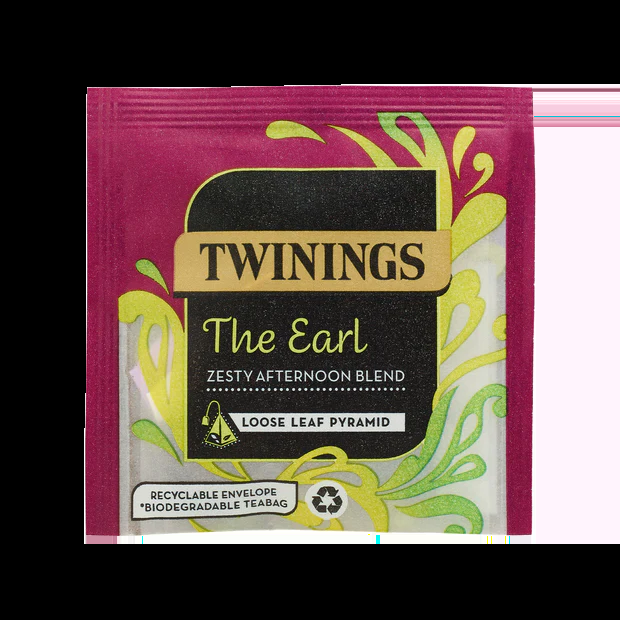 TWININGS
The Earl
ZESTY AFTERNOON BLEND
LOOSE LEAF PYRAMID
RECYCLABLE ENVELOPE
*BIODEGRADABLE TEABAG